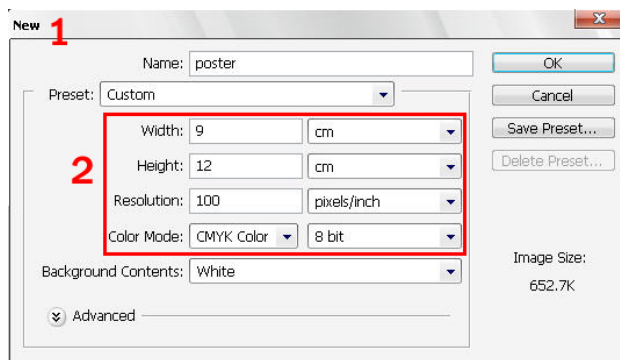 New 1
Name: poster OK
Preset: Custom Cancel
Width: 9 cm Save Preset...
2
Height: 12 cm Delete Preset...
Resolution: 100 pixels/inch
Color Mode: CMYK Color 8 bit
Image Size:
Background Contents: White
652.7K
Advanced